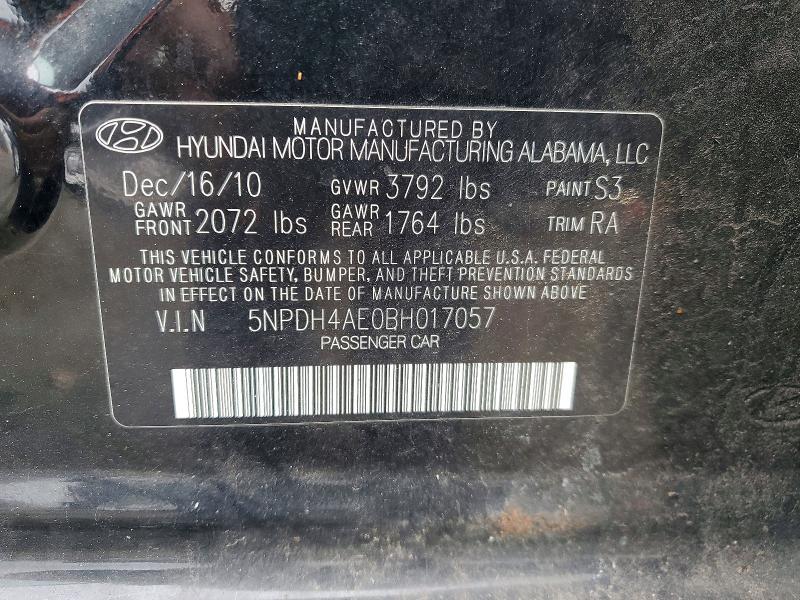 MANUFACTURED BY
HYUNDAI MOTOR MANUFACTURING ALABAMA, LLC
Dec/16/10 GVWR 3792 lbs PAINT S3
GAWR FRONT 2072 lbs GAWR REAR 1764 lbs TRIM RA
THIS VEHICLE CONFORMS TO ALL APPLICABLE U.S.A. FEDERAL
MOTOR VEHICLE SAFETY, BUMPER, AND THEFT PREVENTION STANDARDS
IN EFFECT ON THE DATE OF MANUFACTURE SHOWN ABOVE
V.I.N 5NPDH4AE0BH017057
PASSENGER CAR